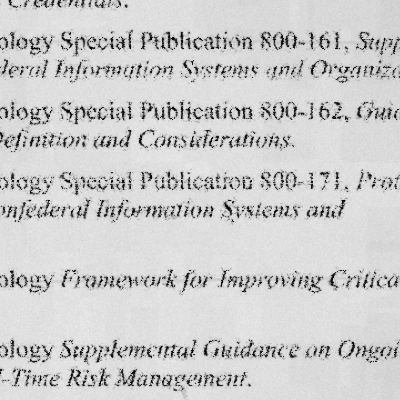 Credentials.
ology Special Publication 800-161, Supp
deral Information Systems and Organiza
ology Special Publication 800-162, Guid
Definition and Considerations.
ology Special Publication 800-171, Prot
onfederal Information Systems and
ology Framework for Improving Critica
ology Supplemental Guidance on Ongoi
l-Time Risk Management.